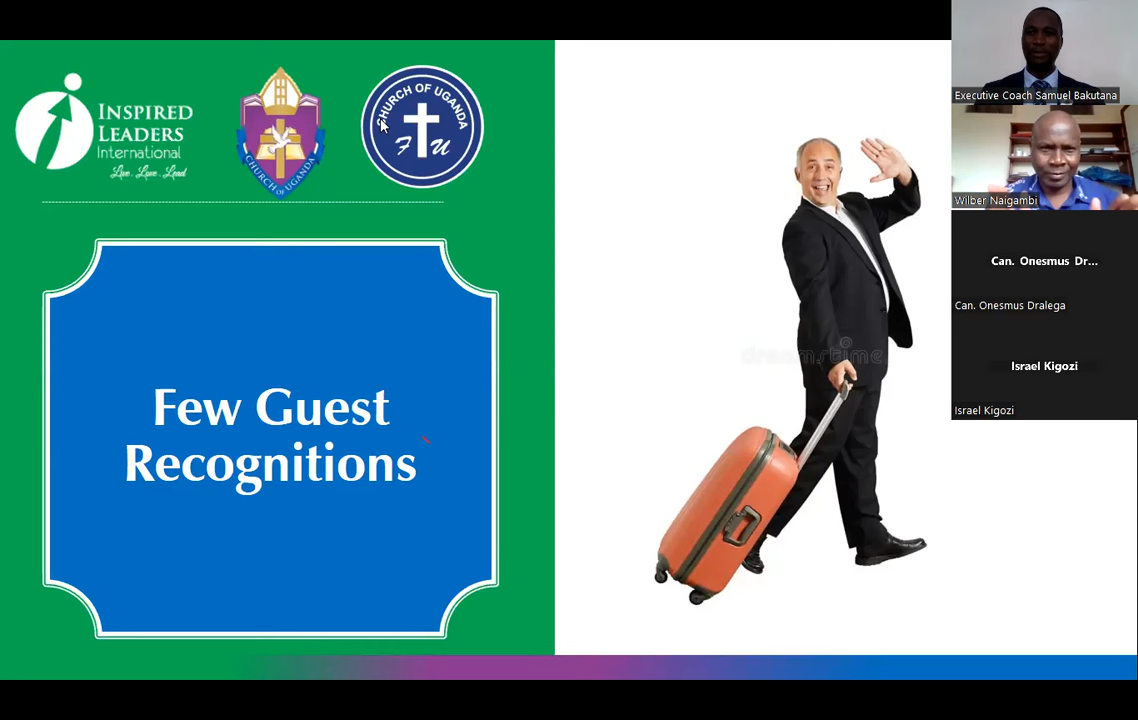 INSPIRED
LEADERS
International
Live. Love. Lead
CHURCH OF UGANDA
CHURCH OF UGANDA
F U
Few Guest
Recognitions
dreamstime.
Executive Coach Samuel Bakutana
Wilber Naigambi
Can. Onesmus Dr...
Can. Onesmus Dralega
Israel Kigozi
Israel Kigozi